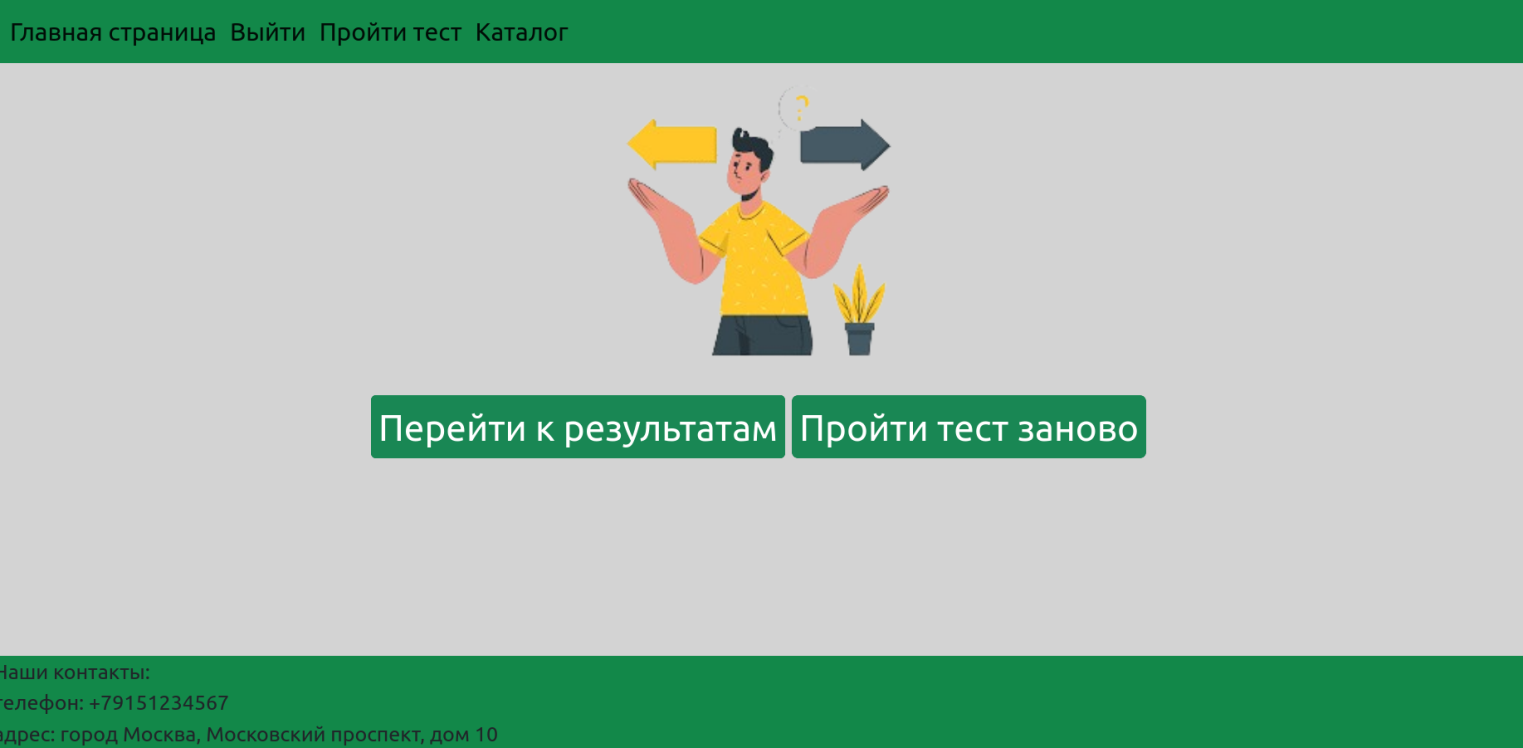 Главная страница Выйти Пройти тест Каталог
?
Перейти к результатам Пройти тест заново
Наши контакты:
телефон: +79151234567
адрес: город Москва, Московский проспект, дом 10